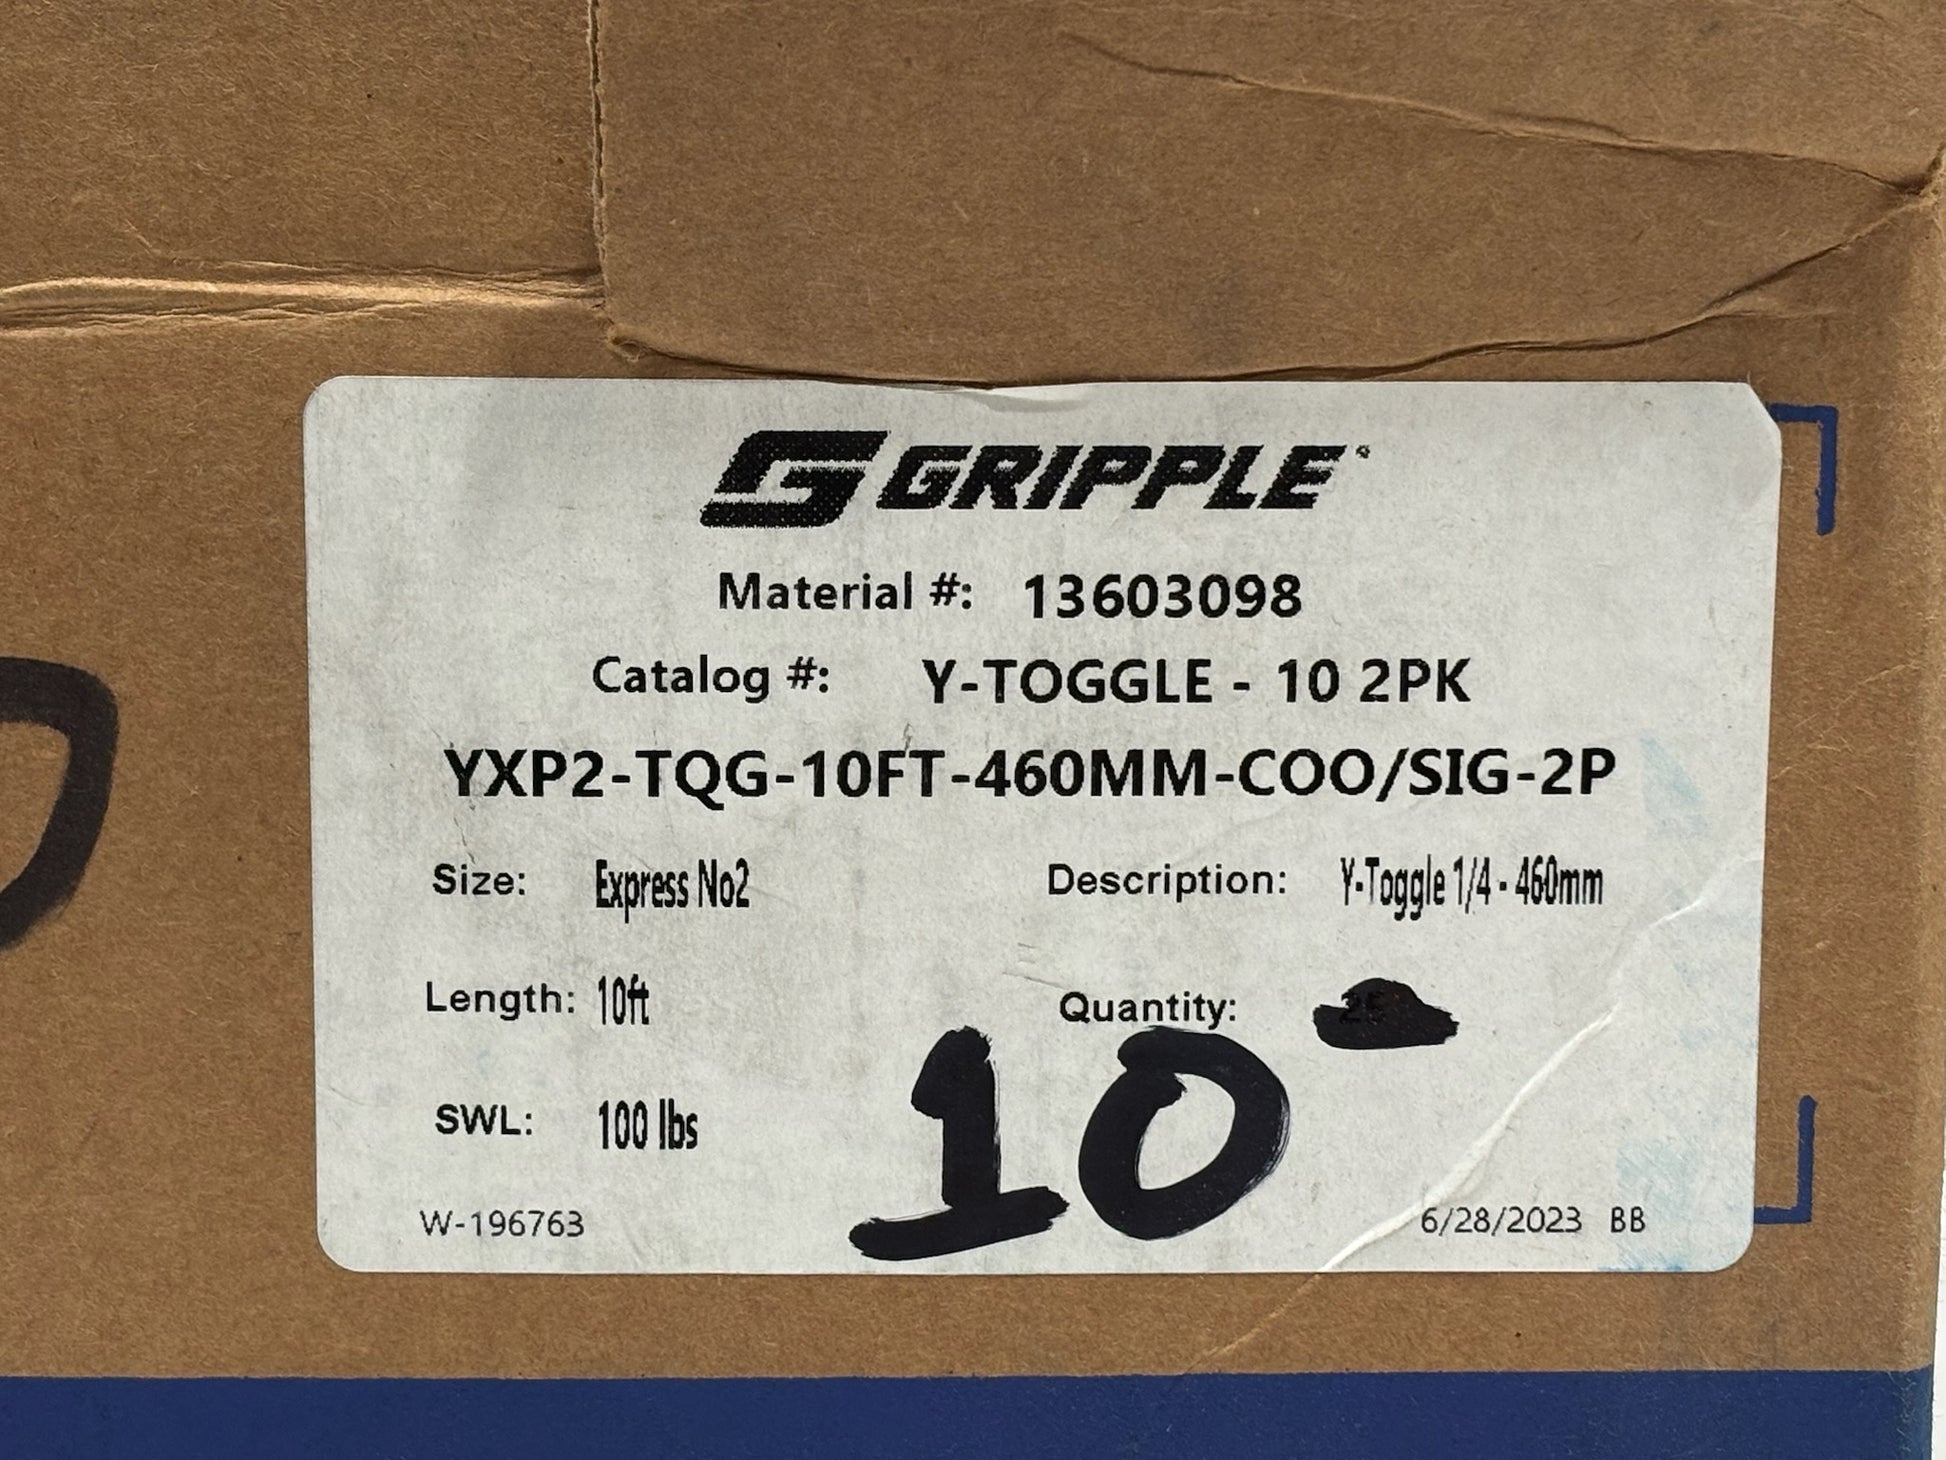 GRIPPLE
Material #: 13603098
Catalog #: Y-TOGGLE - 10 2PK
YXP2-TQG-10FT-460MM-COO/SIG-2P
Size: Express No2 Description: Y-Toggle 1/4 - 460mm
Length: 10ft Quantity: 25
10
SWL: 100 lbs
W-196763 6/28/2023 BB